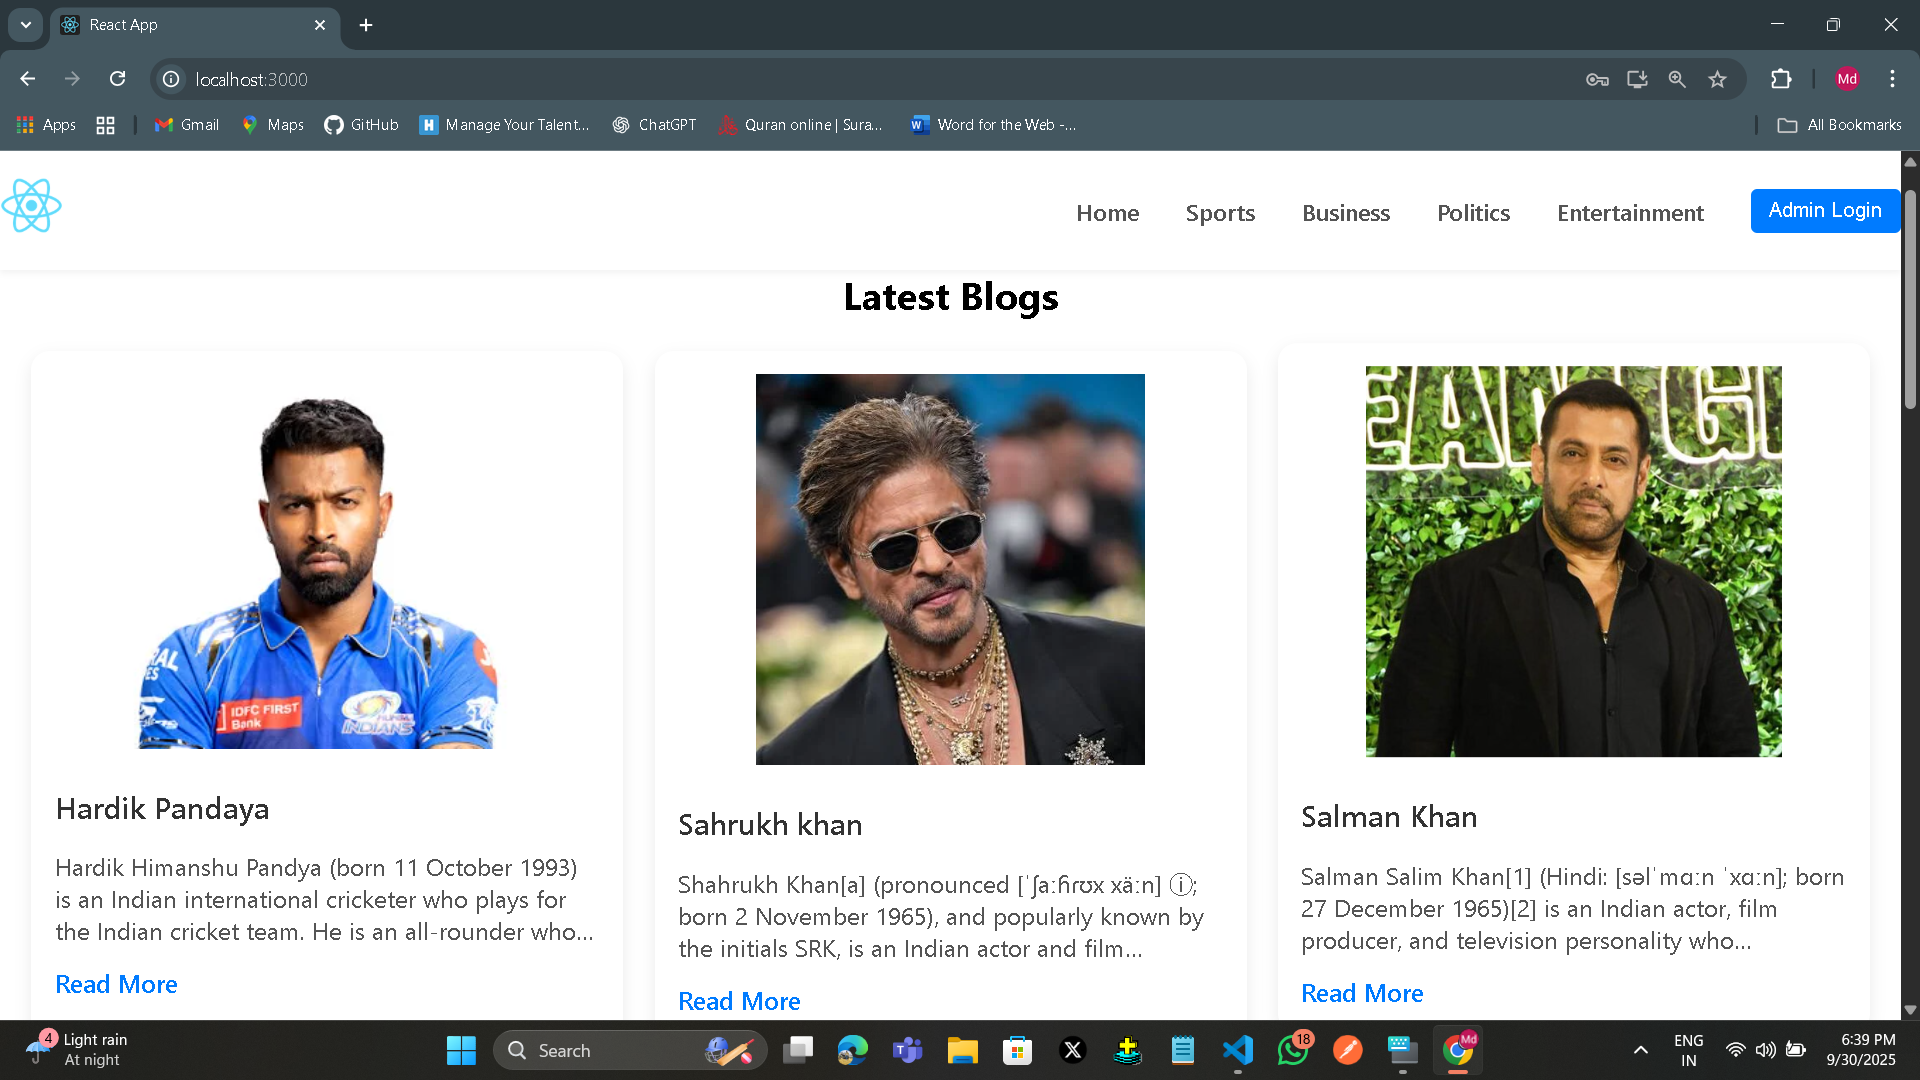 React App
localhost:3000
Md
Apps
Gmail
Maps
GitHub
Manage Your Talent...
ChatGPT
Quran online | Sura...
Word for the Web -...
All Bookmarks
Home
Sports
Business
Politics
Entertainment
Admin Login
Latest Blogs
IDFC FIRST
Bank
INDIANS
Hardik Pandaya
Hardik Himanshu Pandya (born 11 October 1993)
is an Indian international cricketer who plays for
the Indian cricket team. He is an all-rounder who...
Read More
Sahrukh khan
Shahrukh Khan[a] (pronounced [ˈʃaːɦɾʊx xäːn] ⓘ;
born 2 November 1965), and popularly known by
the initials SRK, is an Indian actor and film...
Read More
Salman Khan
Salman Salim Khan[1] (Hindi: [səlˈmɑːn ˈxɑːn]; born
27 December 1965)[2] is an Indian actor, film
producer, and television personality who...
Read More
4
Light rain
At night
Search
18
Md
ENG
IN
6:39 PM
9/30/2025